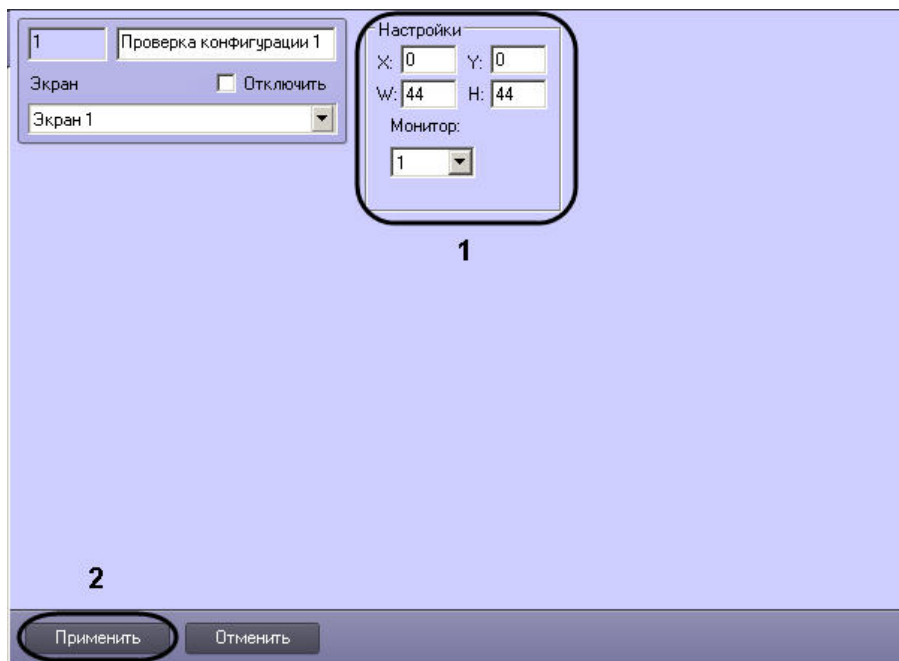 1 Проверка конфигурации 1
Экран Отключить
Экран 1
Настройки
X: 0 Y: 0
W: 44 H: 44
Монитор:
1
1
2
Применить Отменить